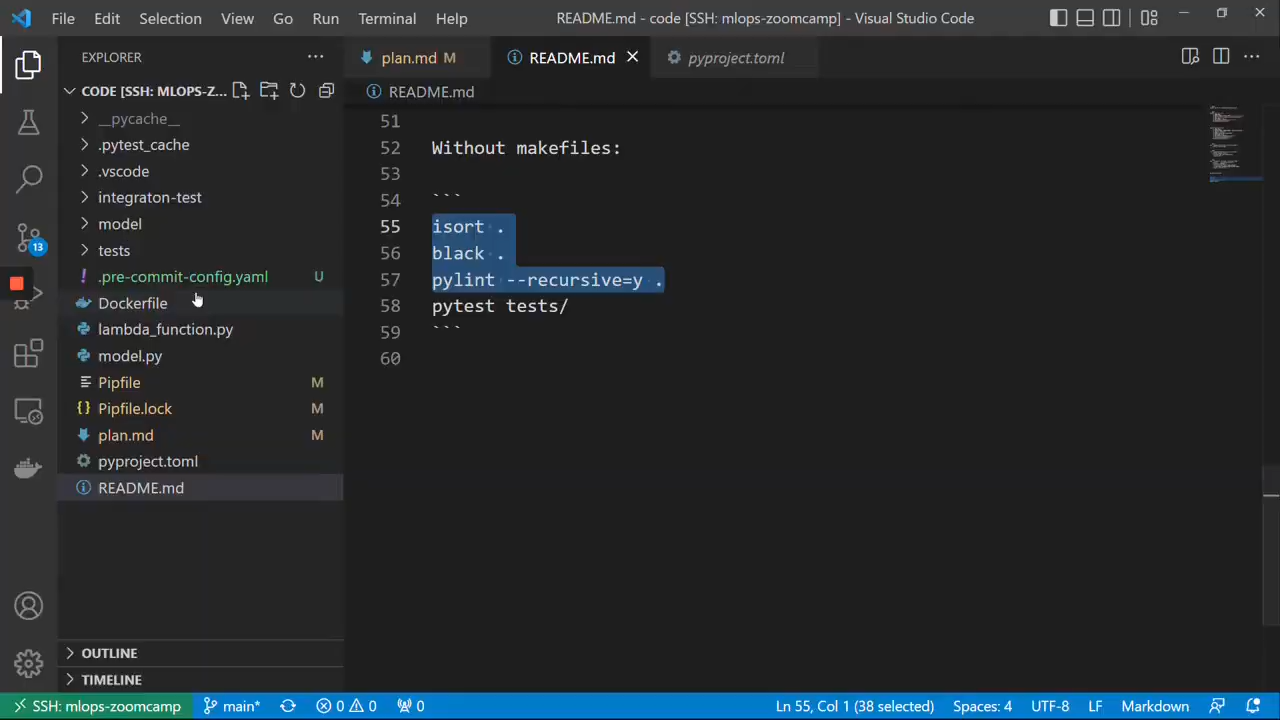 File Edit Selection View Go Run Terminal Help README.md - code [SSH: mlops-zoomcamp] - Visual Studio Code
EXPLORER
plan.md M
README.md
pyproject.toml
CODE [SSH: MLOPS-Z...
README.md
__pycache__
.pytest_cache
.vscode
integraton-test
model
tests
.pre-commit-config.yaml U
Dockerfile
lambda_function.py
model.py
Pipfile M
Pipfile.lock M
plan.md M
pyproject.toml
README.md
13
51
52 Without makefiles:
53
54 ```
55 isort .
56 black .
57 pylint --recursive=y .
58 pytest tests/
59 ```
60
OUTLINE
TIMELINE
SSH: mlops-zoomcamp main* 0 0 0 Ln 55, Col 1 (38 selected) Spaces: 4 UTF-8 LF Markdown